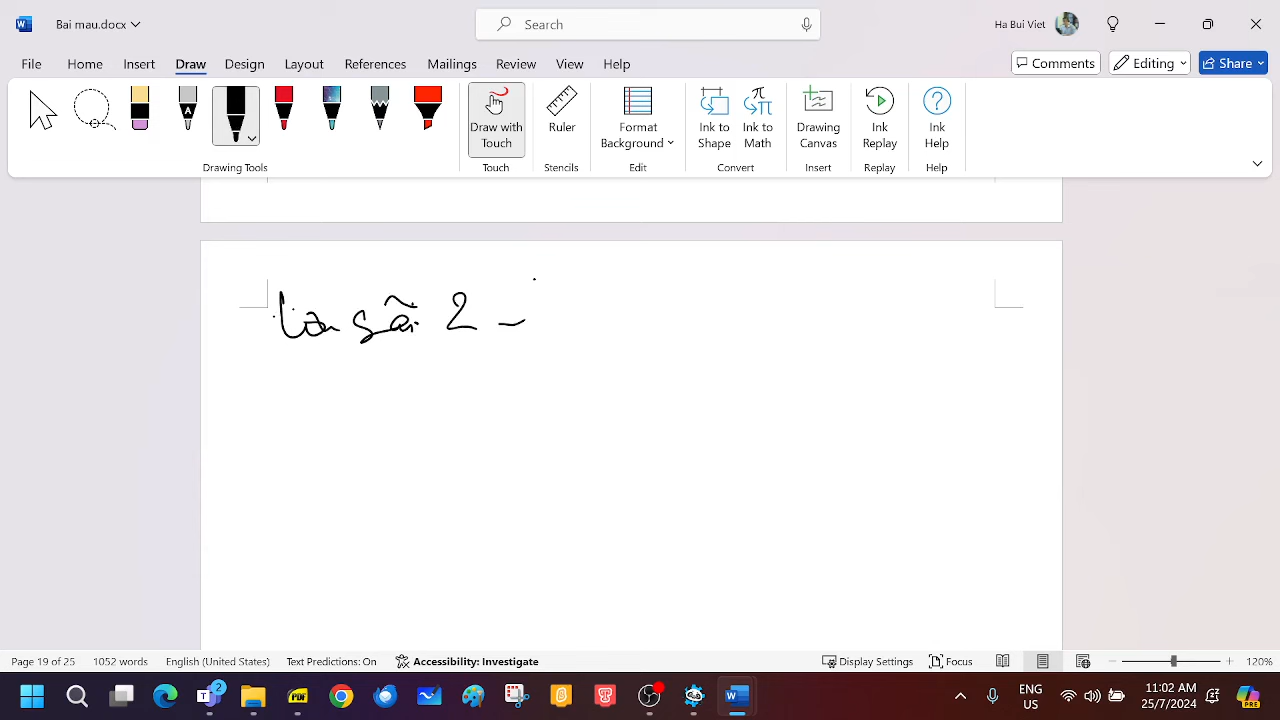 Bai mau.docx
Search
Ha Bui Viet
File Home Insert Draw Design Layout References Mailings Review View Help
Comments Editing Share
A
Draw with Touch
Ruler
Format Background
Ink to Shape
Ink to Math
Drawing Canvas
Ink Replay
Ink Help
Drawing Tools Touch Stencils Edit Convert Insert Replay Help
2 -
Page 19 of 25 1052 words English (United States) Text Predictions: On Accessibility: Investigate Display Settings Focus 120%
2 PDF PRE
ENG US
11:02 AM
25/7/2024